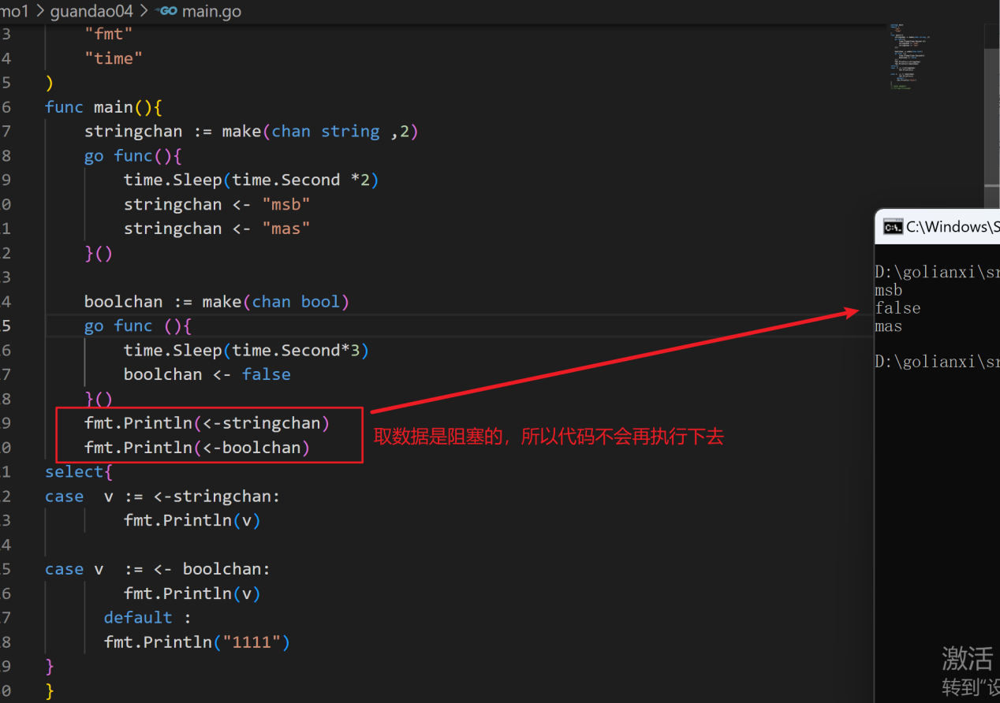 mo1 > guandao04 > GO main.go
3 "fmt"
4 "time"
5 )
6 func main(){
7 stringchan := make(chan string ,2)
8 go func(){
9 time.Sleep(time.Second *2)
0 stringchan <- "msb"
1 stringchan <- "mas"
2 }()
3
4 boolchan := make(chan bool)
5 go func (){
6 time.Sleep(time.Second*3)
7 boolchan <- false
8 }()
9 fmt.Println(<-stringchan)
0 fmt.Println(<-boolchan)
取数据是阻塞的，所以代码不会再执行下去
1 select{
2 case v := <-stringchan:
3 fmt.Println(v)
4
5 case v := <- boolchan:
6 fmt.Println(v)
7 default :
8 fmt.Println("1111")
9 }
0 }
C:\Windows\S
D:\golianxi\sr
msb
false
mas
D:\golianxi\sr
激活
转到"设